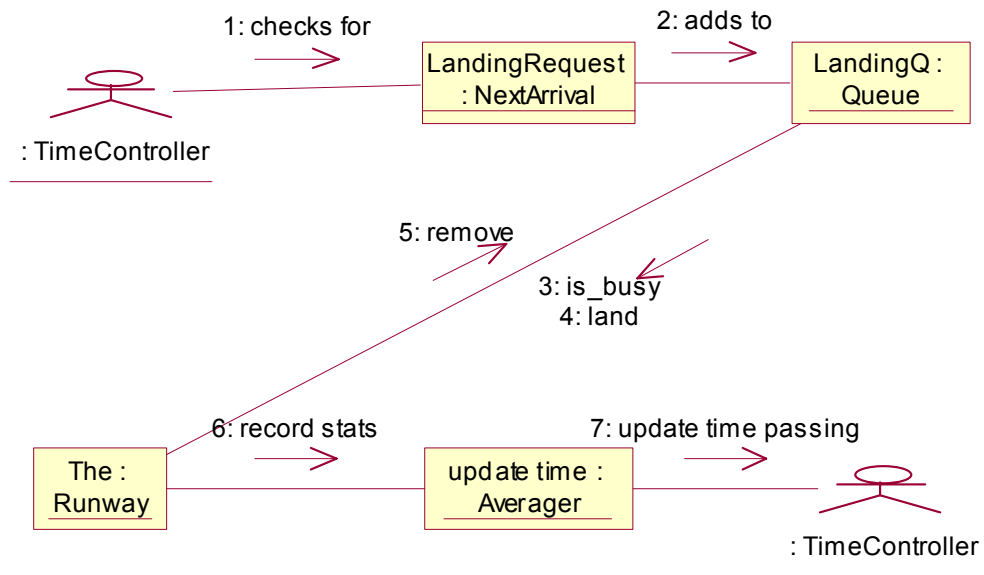 1: checks for
2: adds to
LandingRequest
: NextArrival
LandingQ :
Queue
: TimeController
5: remove
3: is_busy
4: land
6: record stats
7: update time passing
The :
Runway
update time :
Averager
: TimeController